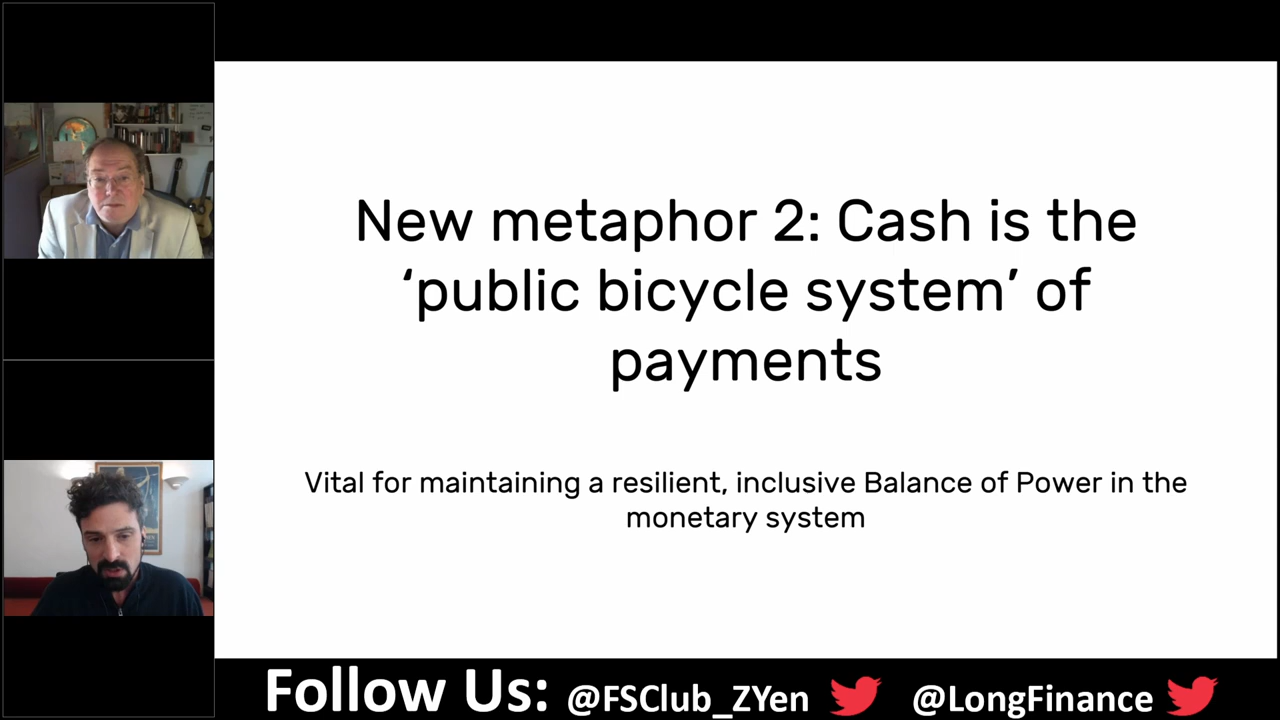 New metaphor 2: Cash is the
‘public bicycle system’ of
payments
Vital for maintaining a resilient, inclusive Balance of Power in the
monetary system
Follow Us: @FSClub_ZYen @LongFinance